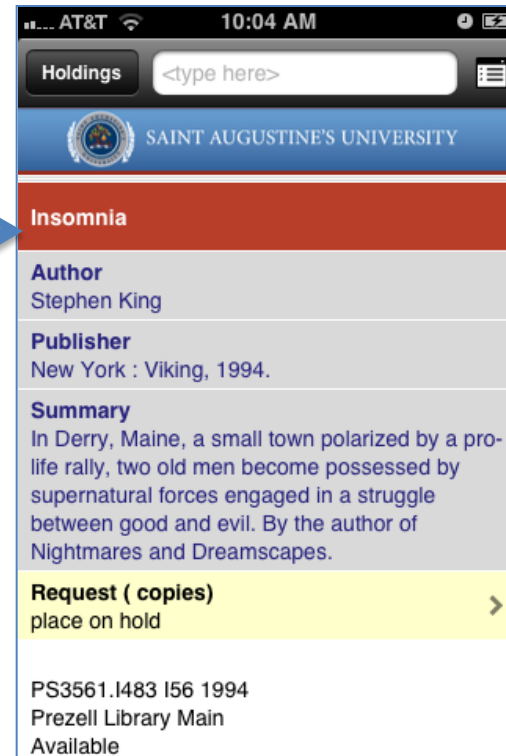 AT&T 10:04 AM
Holdings <type here>
SAINT AUGUSTINE'S UNIVERSITY
Insomnia
Author
Stephen King
Publisher
New York : Viking, 1994.
Summary
In Derry, Maine, a small town polarized by a pro-
life rally, two old men become possessed by
supernatural forces engaged in a struggle
between good and evil. By the author of
Nightmares and Dreamscapes.
Request ( copies)
place on hold
PS3561.I483 I56 1994
Prezell Library Main
Available